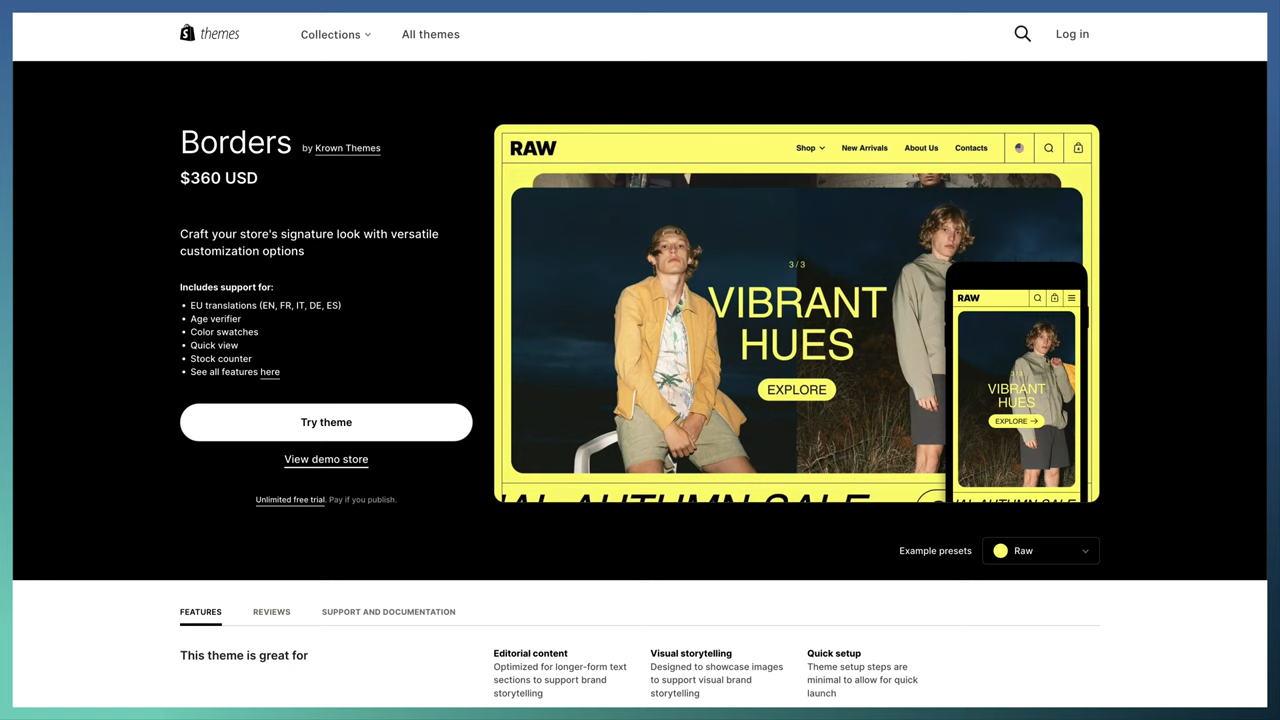 themes
Collections
All themes
Log in
Borders by Krown Themes
$360 USD
Craft your store's signature look with versatile
customization options
Includes support for:
• EU translations (EN, FR, IT, DE, ES)
• Age verifier
• Color swatches
• Quick view
• Stock counter
• See all features here
Try theme
View demo store
Unlimited free trial. Pay if you publish.
RAW
Shop
New Arrivals
About Us
Contacts
3 / 3
VIBRANT
HUES
EXPLORE
AUTUMN SALE
RAW
3 / 3
VIBRANT
HUES
EXPLORE →
AUTUMN SALE
Example presets
Raw
FEATURES
REVIEWS
SUPPORT AND DOCUMENTATION
This theme is great for
Editorial content
Optimized for longer-form text
sections to support brand
storytelling
Visual storytelling
Designed to showcase images
to support visual brand
storytelling
Quick setup
Theme setup steps are
minimal to allow for quick
launch